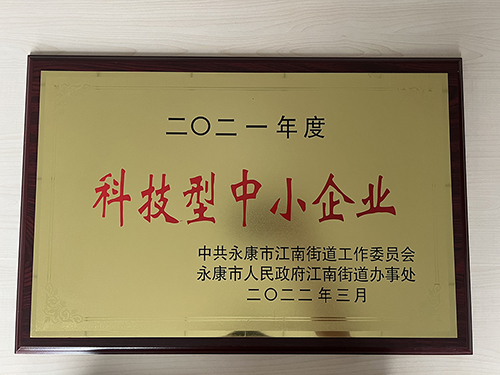 二〇二一年度
科技型中小企业
中共永康市江南街道工作委员会
永康市人民政府江南街道办事处
二〇二二年三月